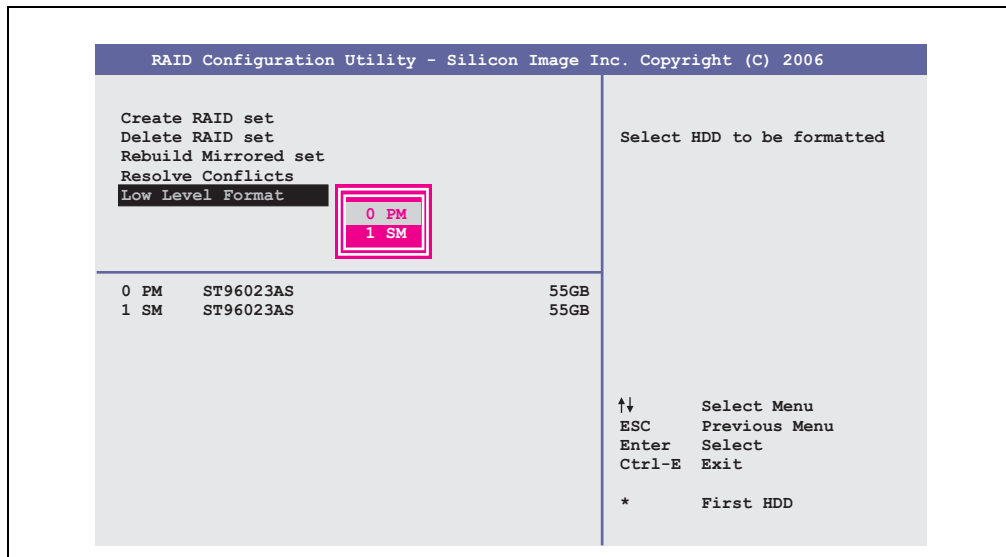 RAID Configuration Utility - Silicon Image Inc. Copyright (C) 2006
Create RAID set
Delete RAID set
Rebuild Mirrored set
Resolve Conflicts
Low Level Format
0 PM
1 SM
Select HDD to be formatted
0 PM ST96023AS 55GB
1 SM ST96023AS 55GB
↑↓ Select Menu
ESC Previous Menu
Enter Select
Ctrl-E Exit
* First HDD